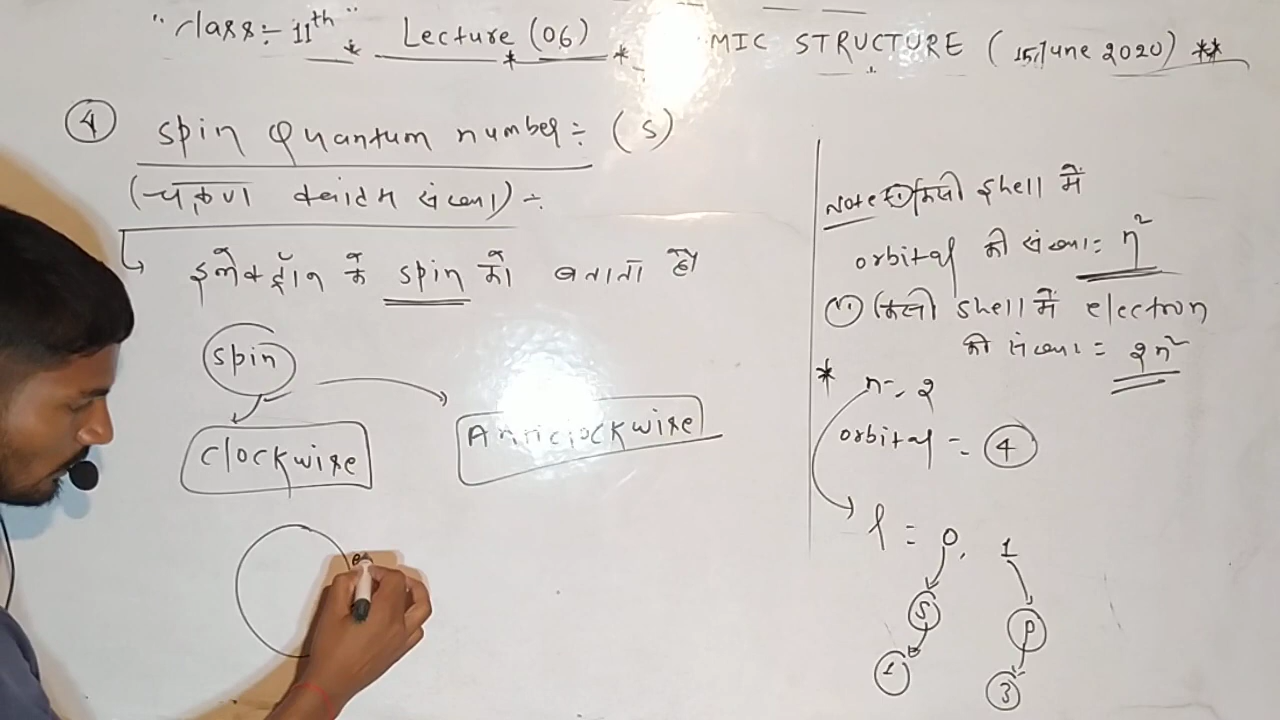 "Class÷ 11th" Lecture (06) MIC STRUCTURE (15,June 2020) **
④ Spin Quantum number÷ (s)
(चक्रण क्वांटम संख्या) ÷
इलेक्ट्रॉन के spin को बताता है
Spin
Clockwise
Anticlockwise
Note ① किसी shell में
orbital की संख्या = n²
किसी shell में electron
की संख्या = 2n²
* n = 2
orbital = ④
l = 0, 1
s p
1 3